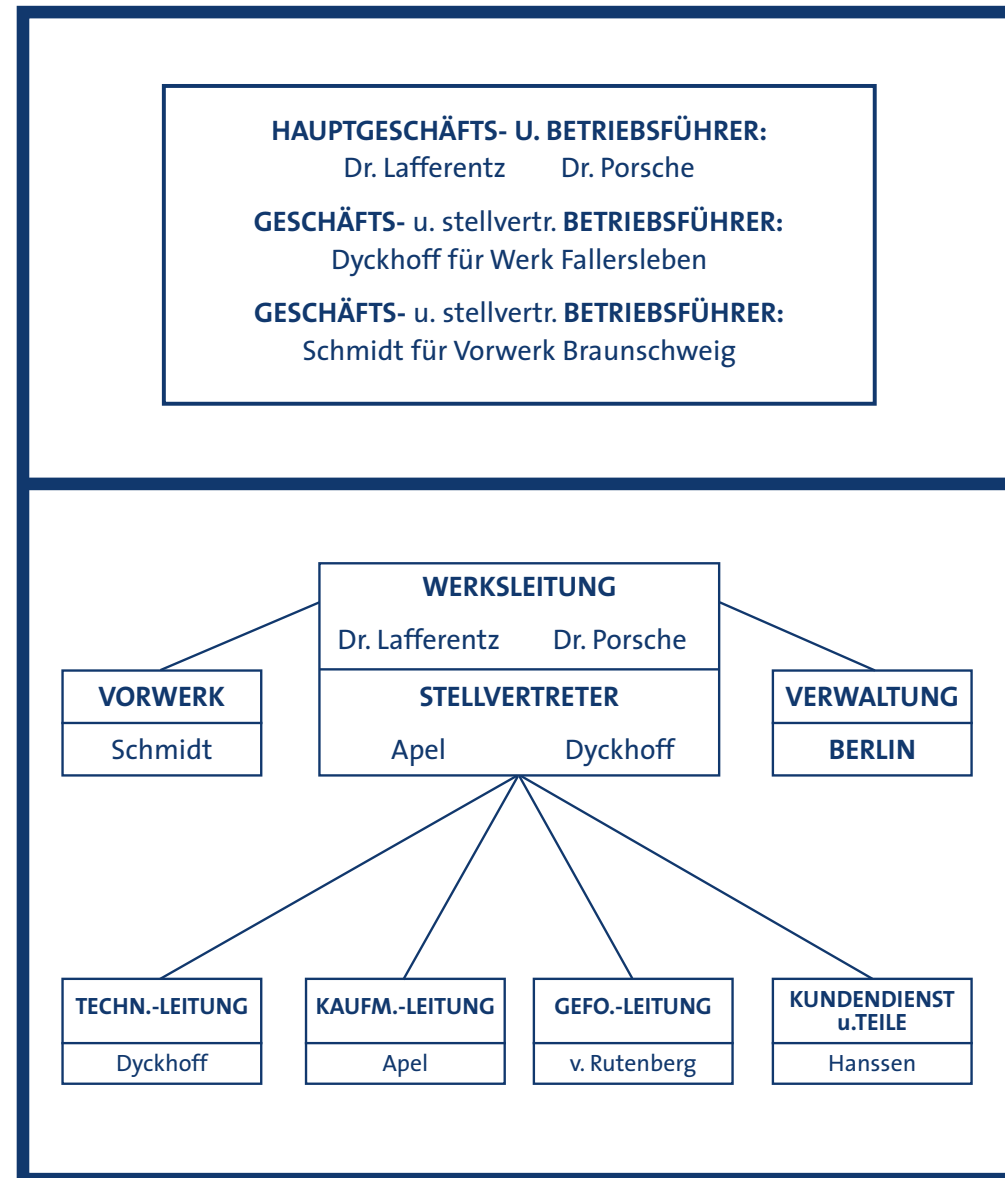 HAUPTGESCHÄFTS- U. BETRIEBSFÜHRER:
Dr. Lafferentz Dr. Porsche
GESCHÄFTS- u. stellvertr. BETRIEBSFÜHRER:
Dyckhoff für Werk Fallersleben
GESCHÄFTS- u. stellvertr. BETRIEBSFÜHRER:
Schmidt für Vorwerk Braunschweig
WERKSLEITUNG
Dr. Lafferentz Dr. Porsche
STELLVERTRETER
Apel Dyckhoff
VORWERK
Schmidt
VERWALTUNG
BERLIN
TECHN.-LEITUNG
Dyckhoff
KAUFM.-LEITUNG
Apel
GEFO.-LEITUNG
v. Rutenberg
KUNDENDIENST
u.TEILE
Hanssen